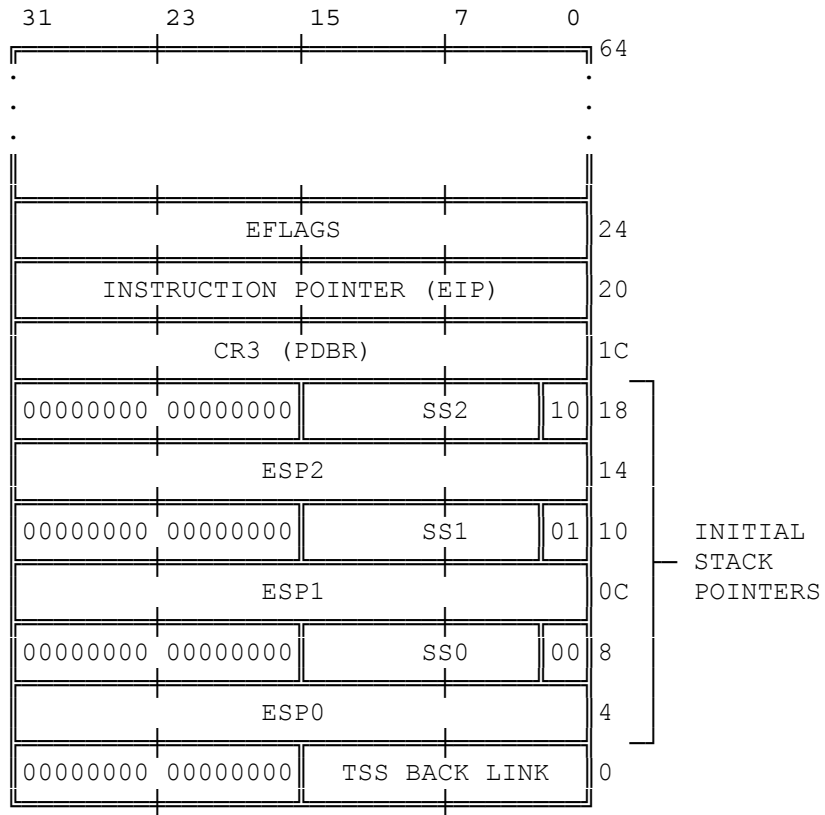 31 23 15 7 0
64
EFLAGS 24
INSTRUCTION POINTER (EIP) 20
CR3 (PDBR) 1C
00000000 00000000 SS2 10 18
ESP2 14
00000000 00000000 SS1 01 10 INITIAL
STACK
ESP1 0C POINTERS
00000000 00000000 SS0 00 8
ESP0 4
00000000 00000000 TSS BACK LINK 0